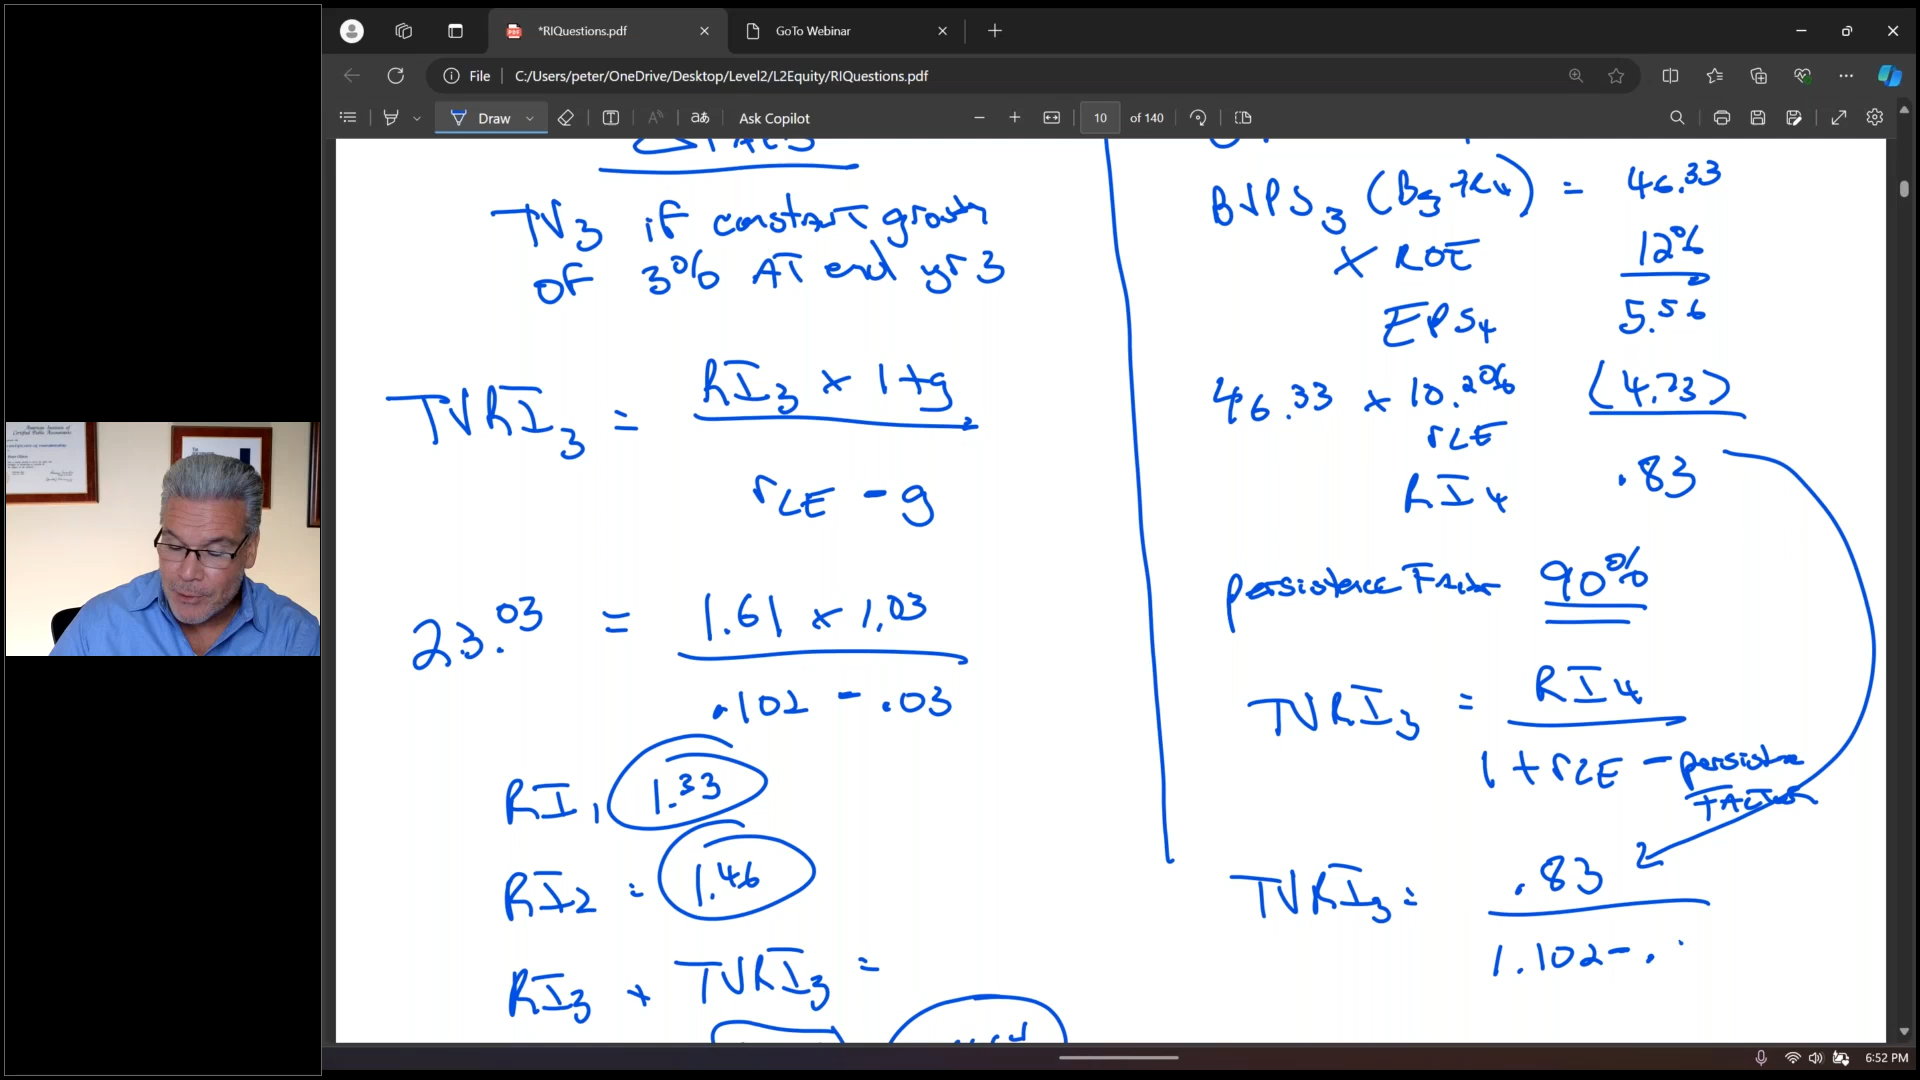 *RIQuestions.pdf
GoTo Webinar
File
C:/Users/peter/OneDrive/Desktop/Level2/L2Equity/RIQuestions.pdf
Draw
Ask Copilot
10
of 140
TV3 if constant growth
of 3% AT end yr 3
TVRI3 = RI3 x 1+g
rCE - g
23.03 = 1.61 x 1.03
.102 - .03
RI1 1.33
RI2 = 1.46
RI3 + TVRI3 =
BVPS3 (B3 7R4) = 46.33
x ROE 12%
EPS4 5.56
46.33 x 10.2% (4.73)
rCE
RI4 .83
persistence Factor 90%
TVRI3 = RI4
1 + rCE - persistence
FACTOR
TVRI3 = .83
1.102 - .
6:52 PM